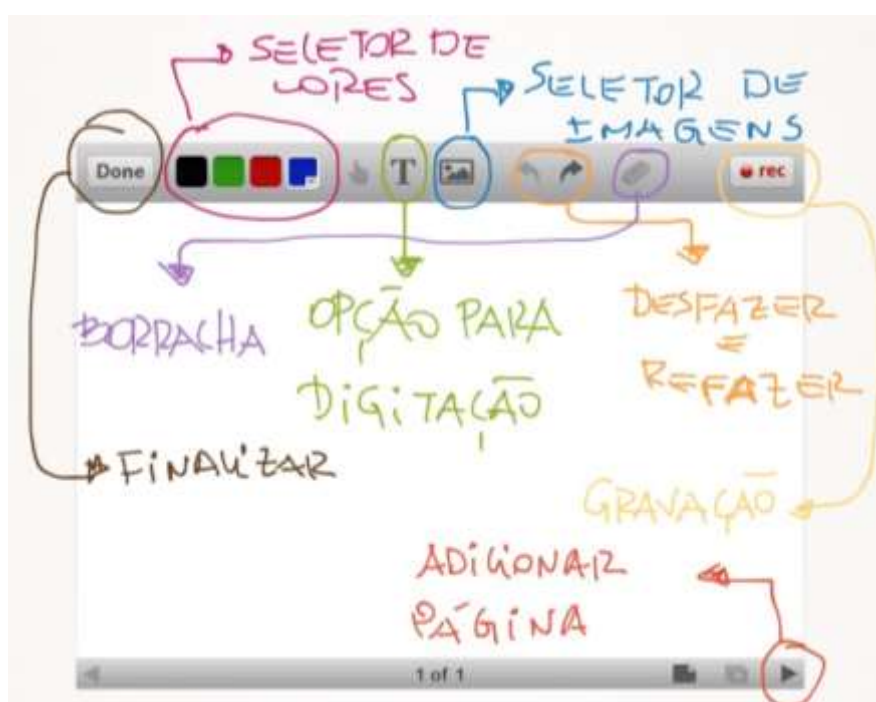 SELETOR DE
CORES
SELETOR DE
IMAGENS
Done
T
rec
BORRACHA
OPÇÃO PARA
DIGITAÇÃO
DESFAZER
E
REFAZER
FINALIZAR
GRAVAÇÃO
ADICIONAR
PÁGINA
1 of 1